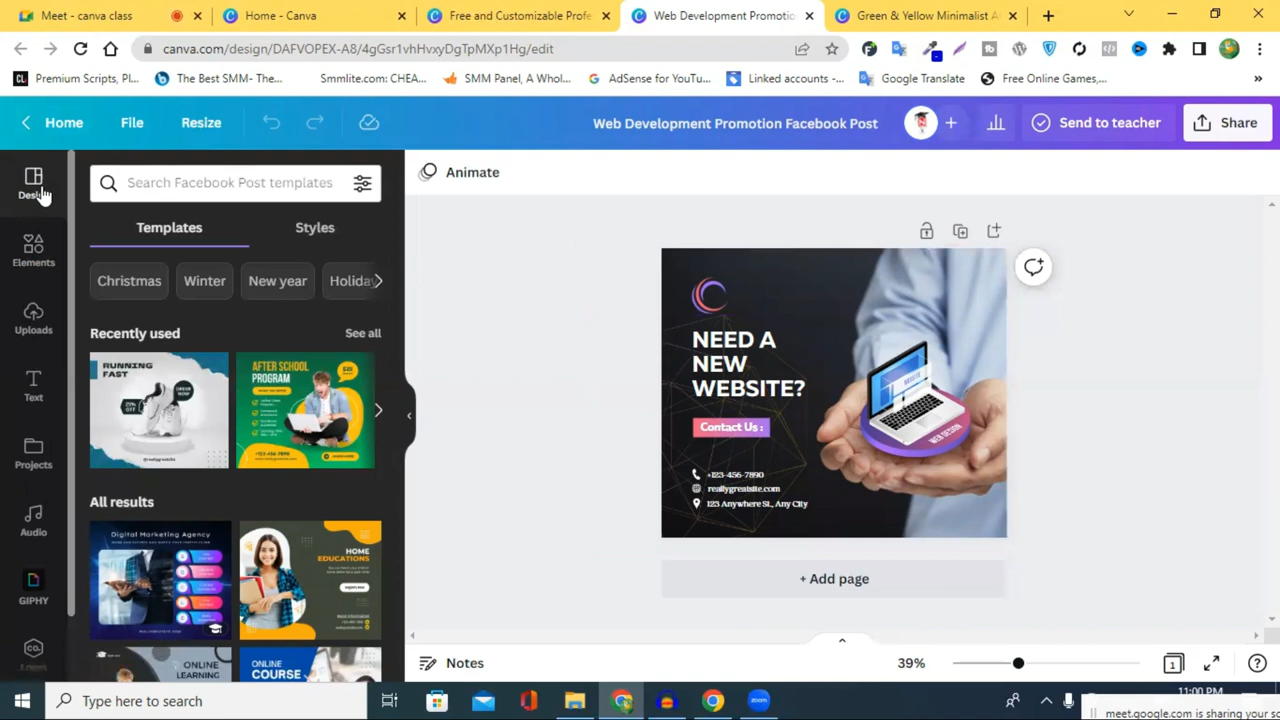 Meet - canva class
Home - Canva
Free and Customizable Profe
Web Development Promotio
Green & Yellow Minimalist A
canva.com/design/DAFVOPEX-A8/4gGsr1vhHvxyDgTpMXp1Hg/edit
Premium Scripts, Pl...
The Best SMM- The...
Smmlite.com: CHEA...
SMM Panel, A Whol...
AdSense for YouTu...
Linked accounts -...
Google Translate
Free Online Games,...
Home
File
Resize
Web Development Promotion Facebook Post
Send to teacher
Share
Design
Elements
Uploads
Text
Projects
Audio
GIPHY
Search Facebook Post templates
Templates
Styles
Christmas
Winter
New year
Holiday
Recently used
See all
RUNNING
FAST
AFTER SCHOOL
PROGRAM
All results
Digital Marketing Agency
HOME
EDUCATIONS
ONLINE
LEARNING
ONLINE
COURSE
Animate
NEED A
NEW
WEBSITE?
Contact Us :
+123-456-7890
reallygreatsite.com
123 Anywhere St., Any City
WEBSITE
WEB DESIGN
+ Add page
Notes
39%
1
Type here to search
zoom
11:00 PM
meet.google.com is sharing your sc